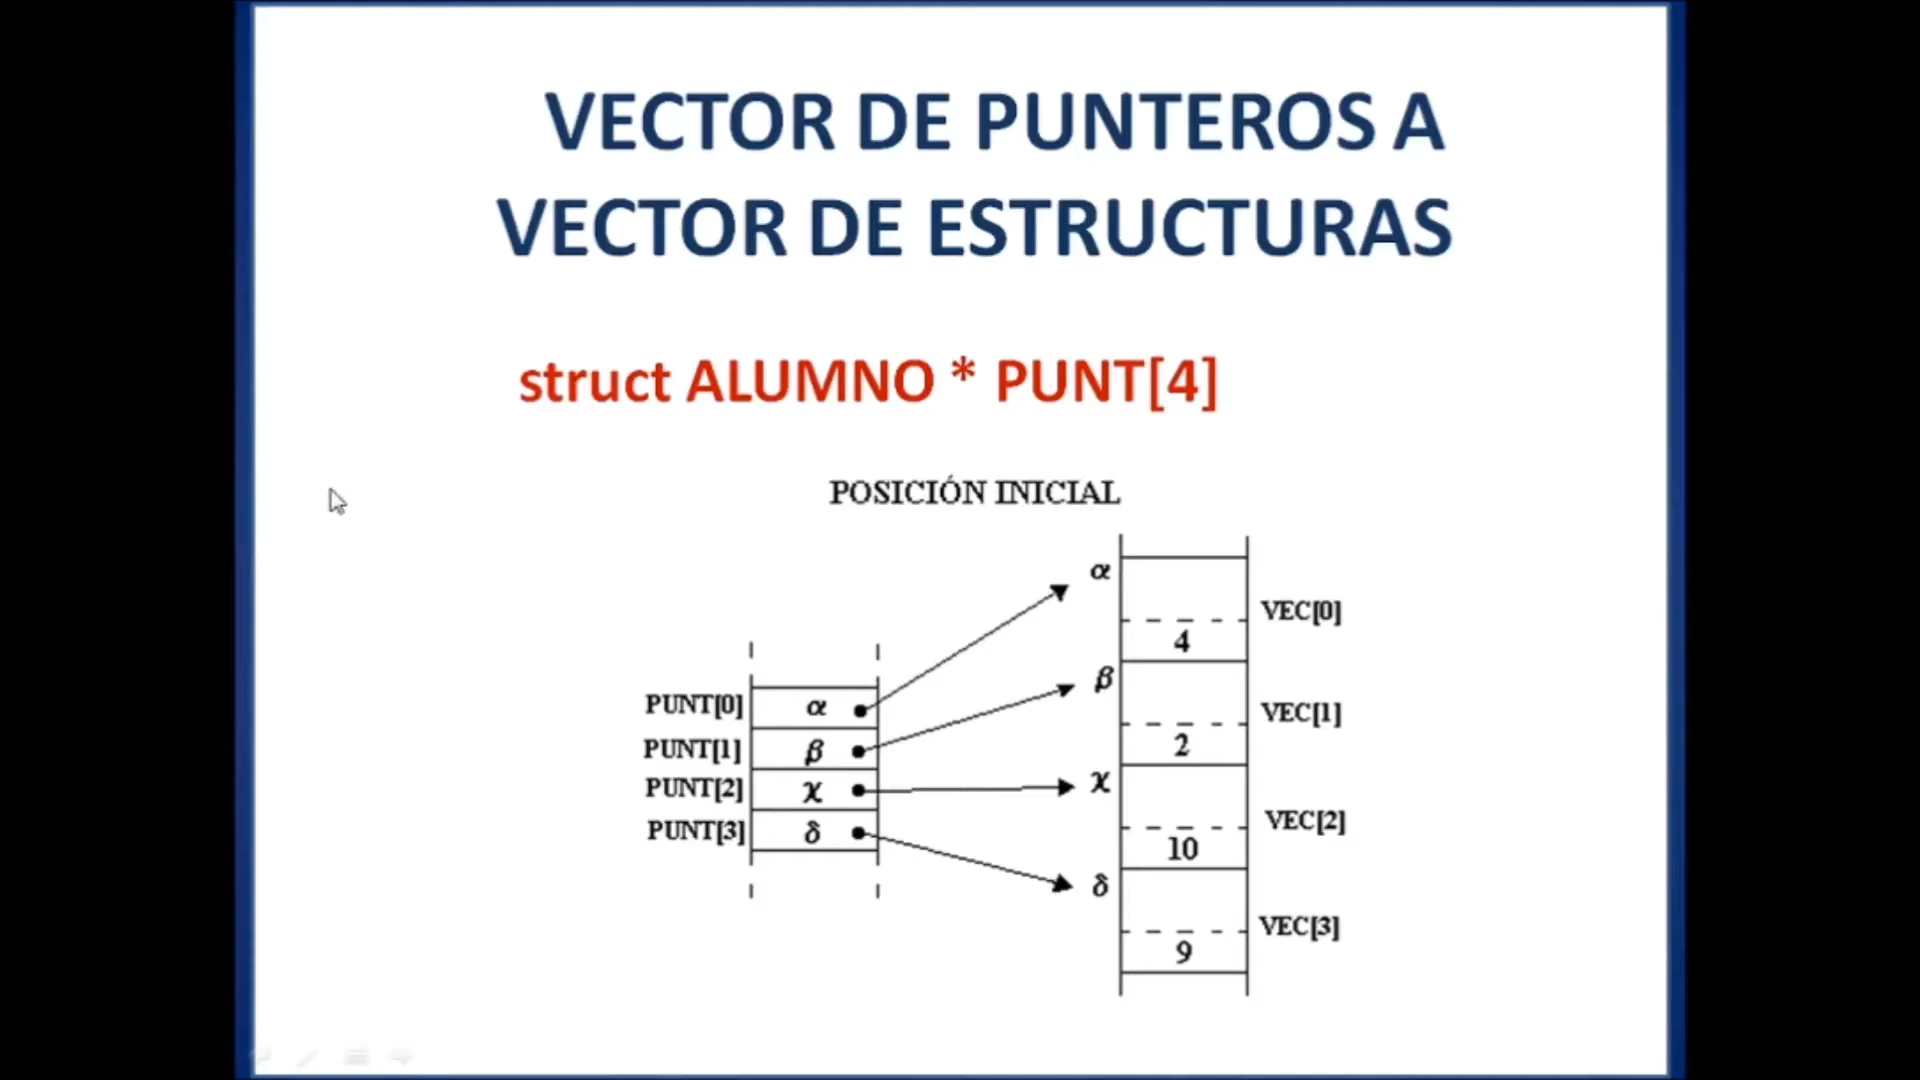 VECTOR DE PUNTEROS A
VECTOR DE ESTRUCTURAS
struct ALUMNO * PUNT[4]
POSICIÓN INICIAL
α
VEC[0]
4
β
VEC[1]
2
PUNT[0] α
PUNT[1] β
PUNT[2] χ
PUNT[3] δ
χ
VEC[2]
10
δ
VEC[3]
9